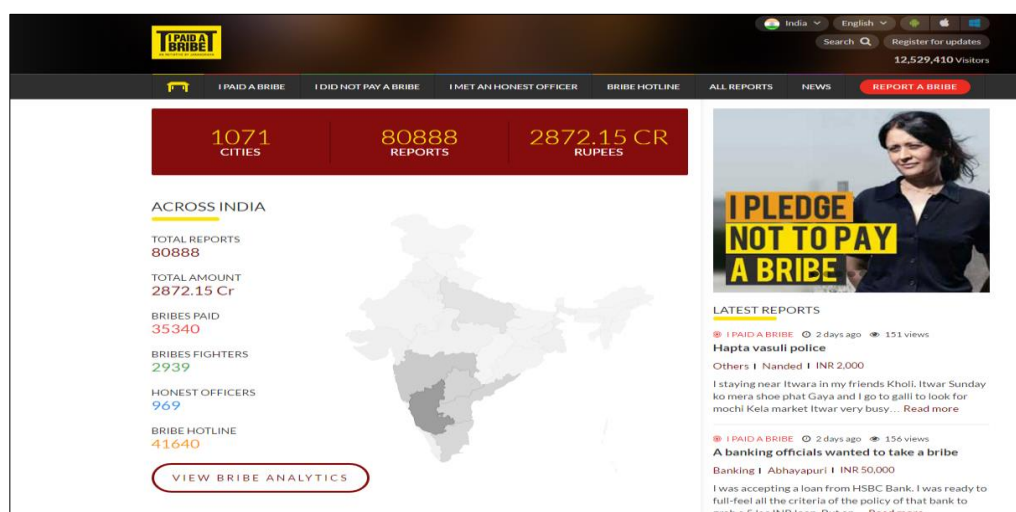 I PAID A
BRIBE
India
English
Search
Register for updates
12,529,410 Visitors
I PAID A BRIBE
I DID NOT PAY A BRIBE
I MET AN HONEST OFFICER
BRIBE HOTLINE
ALL REPORTS
NEWS
REPORT A BRIBE
1071
CITIES
80888
REPORTS
2872.15 CR
RUPEES
ACROSS INDIA
TOTAL REPORTS
80888
TOTAL AMOUNT
2872.15 Cr
BRIBES PAID
35340
BRIBES FIGHTERS
2939
HONEST OFFICERS
969
BRIBE HOTLINE
41640
VIEW BRIBE ANALYTICS
I PLEDGE
NOT TO PAY
A BRIBE
LATEST REPORTS
I PAID A BRIBE 2 days ago 151 views
Hapta vasuli police
Others I Nanded I INR 2,000
I staying near Itwara in my friends Kholi. Itwar Sunday
ko mera shoe phat Gaya and I go to galli to look for
mochi Kela market Itwar very busy… Read more
I PAID A BRIBE 2 days ago 156 views
A banking officials wanted to take a bribe
Banking I Abhayapuri I INR 50,000
I was accepting a loan from HSBC Bank. I was ready to
full-feel all the criteria of the policy of that bank to